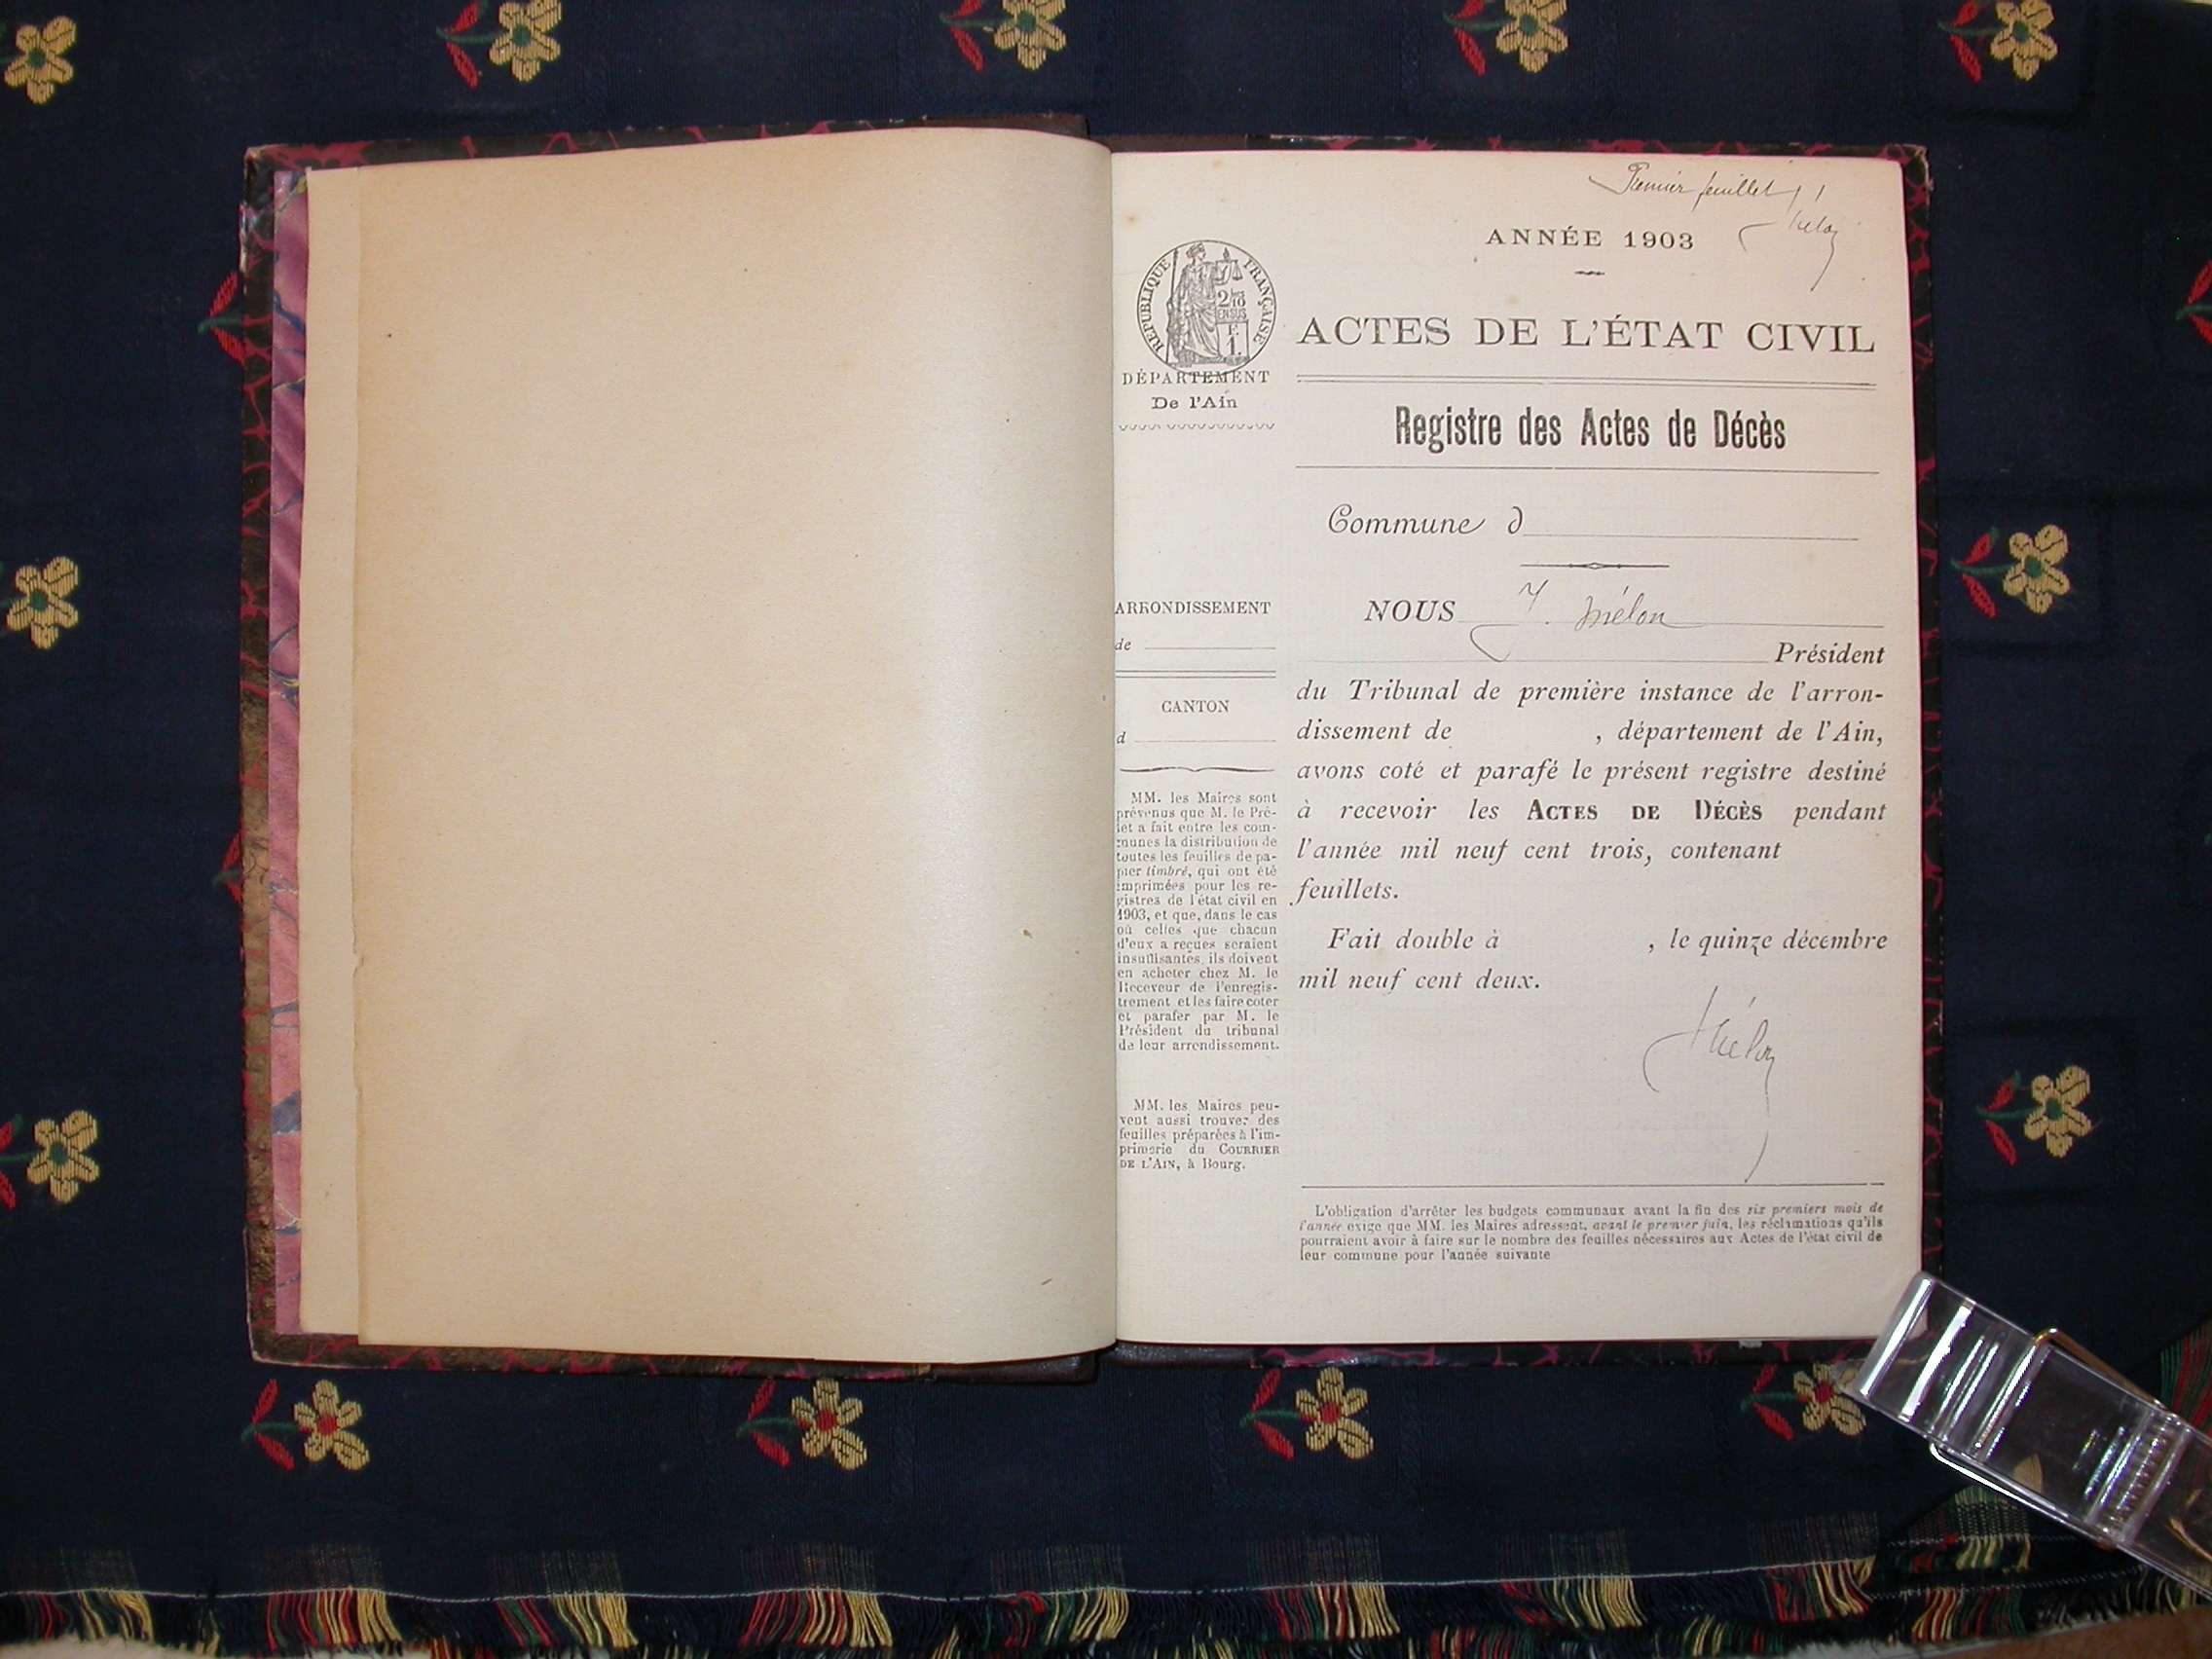 Premier feuillet
ANNÉE 1903
RÉPUBLIQUE FRANÇAISE
2/10
EN SUS
F.
1.
ACTES DE L'ÉTAT CIVIL
DÉPARTEMENT
De l'Ain
Registre des Actes de Décès
Commune d
ARRONDISSEMENT
de
CANTON
d
MM. les Maires sont
prévenus que M. le Pré-
fet a fait entre les com-
munes la distribution de
toutes les feuilles de pa-
pier timbré, qui ont été
imprimées pour les re-
gistres de l'état civil en
1903, et que, dans le cas
où celles que chacun
d'eux a reçues seraient
insuffisantes, ils doivent
en acheter chez M. le
Receveur de l'enregis-
trement et les faire coter
et parafer par M. le
Président du tribunal
de leur arrondissement.
MM. les Maires peu-
vent aussi trouver des
feuilles préparées à l'im-
primerie du COURRIER
DE L'AIN, à Bourg.
NOUS
Président
du Tribunal de première instance de l'arron-
dissement de , département de l'Ain,
avons coté et parafé le présent registre destiné
à recevoir les ACTES DE DÉCÈS pendant
l'année mil neuf cent trois, contenant
feuillets.
Fait double à , le quinze décembre
mil neuf cent deux.
L'obligation d'arrêter les budgets communaux avant la fin des six premiers mois de
l'année exige que MM. les Maires adressent, avant le premier juin, les réclamations qu'ils
pourraient avoir à faire sur le nombre des feuilles nécessaires aux Actes de l'état civil de
leur commune pour l'année suivante